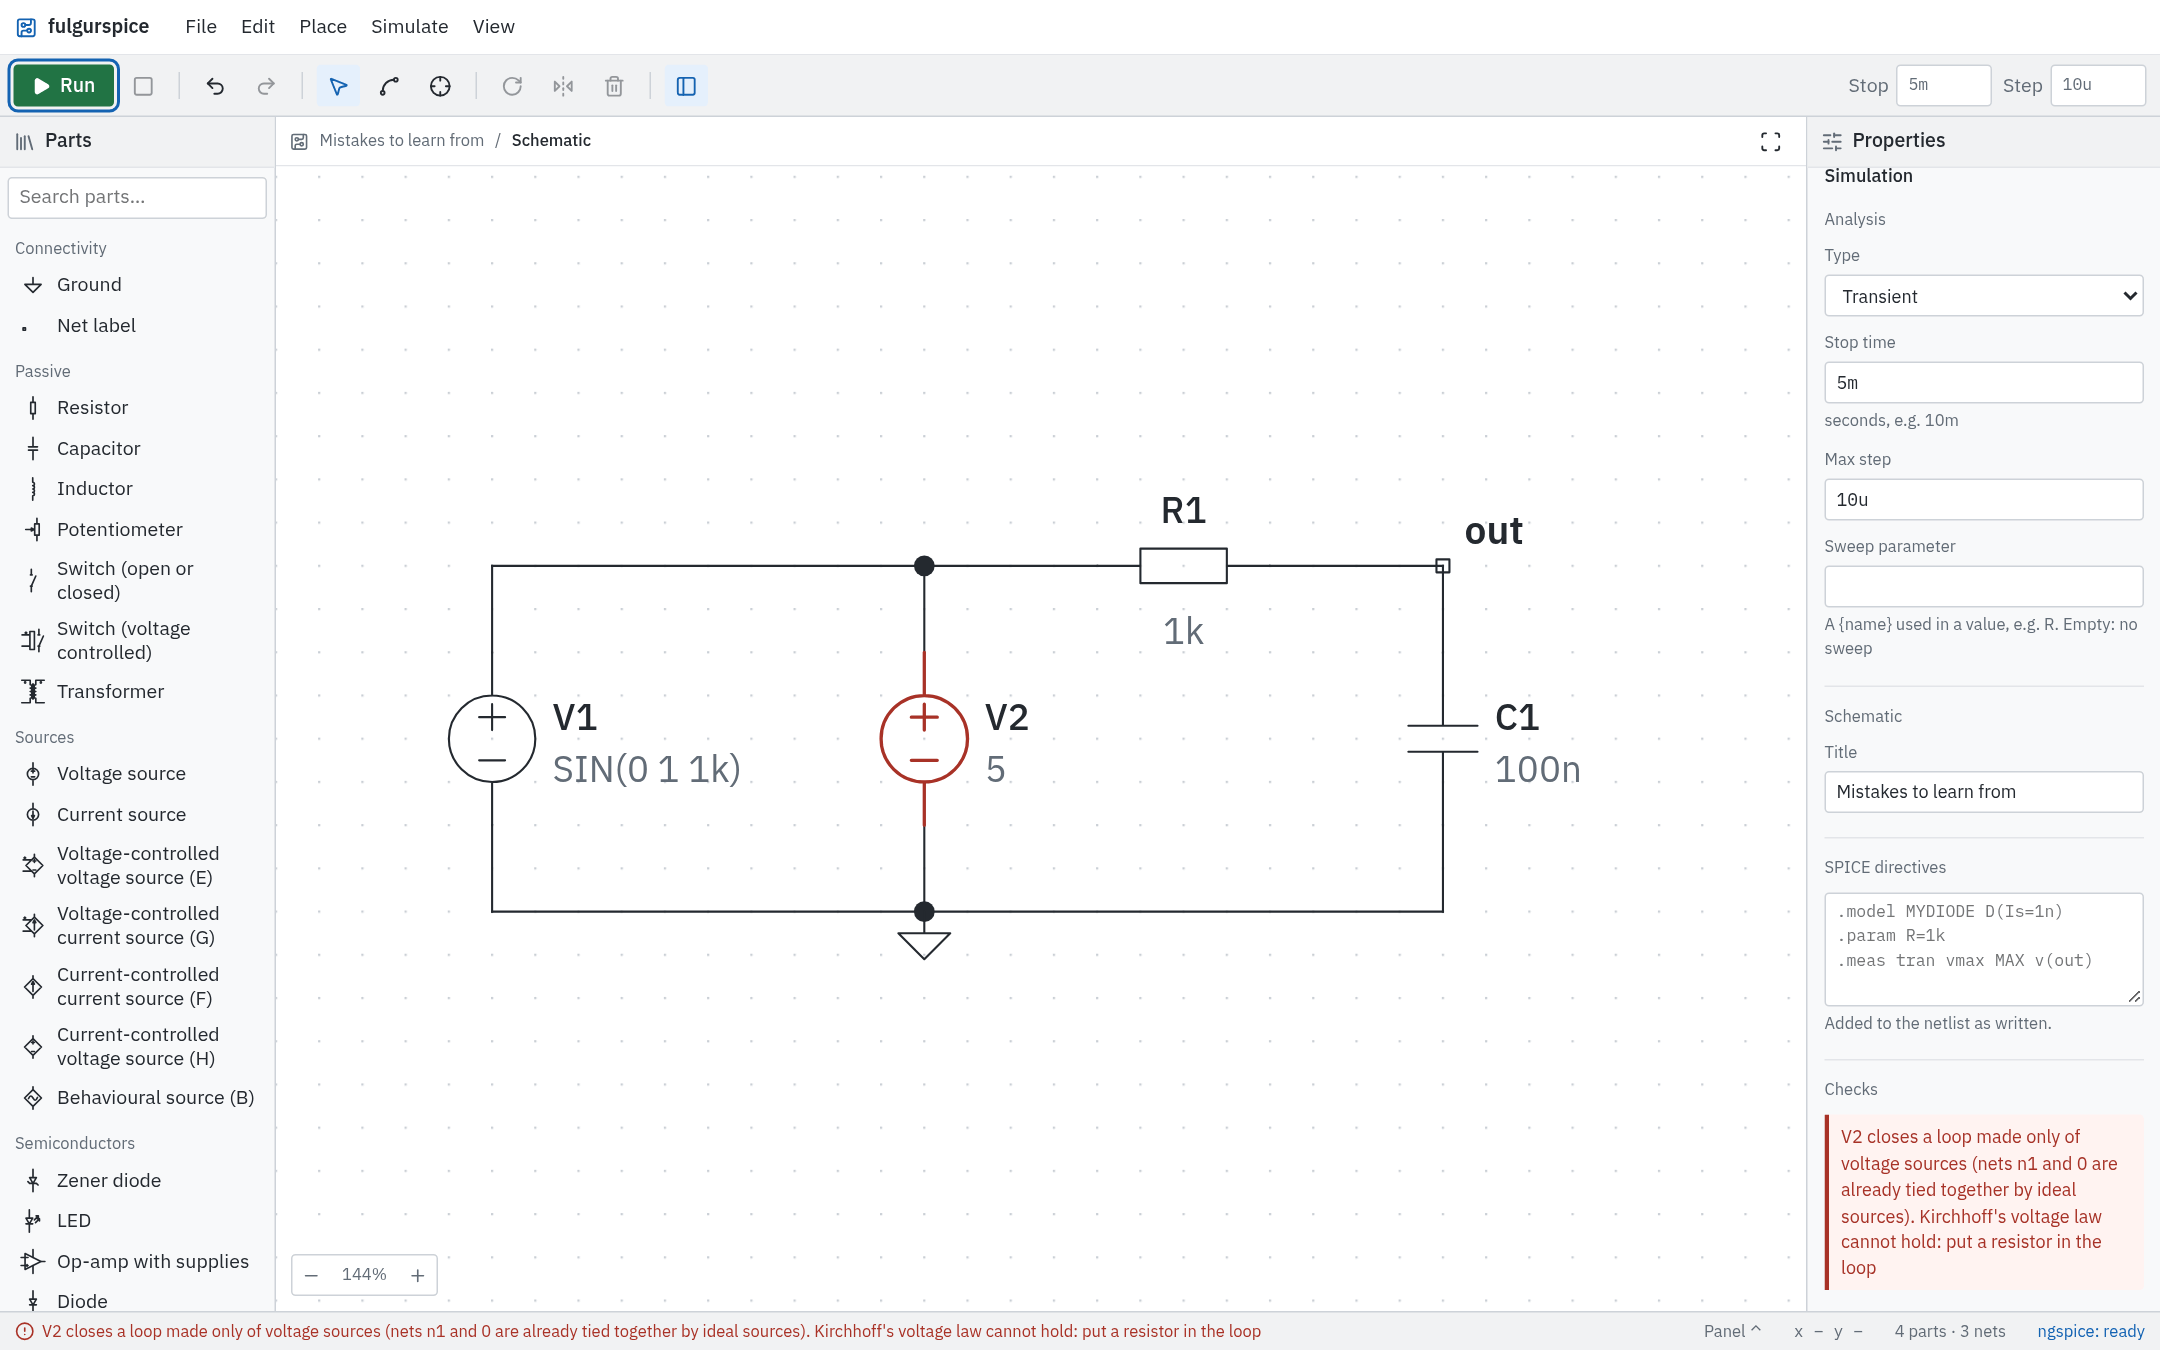 fulgurspice File Edit Place Simulate View
Run Stop 5m Step 10u
Parts
Search parts...
Connectivity
Ground
Net label
Passive
Resistor
Capacitor
Inductor
Potentiometer
Switch (open or
closed)
Switch (voltage
controlled)
Transformer
Sources
Voltage source
Current source
Voltage-controlled
voltage source (E)
Voltage-controlled
current source (G)
Current-controlled
current source (F)
Current-controlled
voltage source (H)
Behavioural source (B)
Semiconductors
Zener diode
LED
Op-amp with supplies
Diode
Mistakes to learn from / Schematic
R1
out
1k
V1
SIN(0 1 1k)
V2
5
C1
100n
144%
Properties
Simulation
Analysis
Type
Transient
Stop time
5m
seconds, e.g. 10m
Max step
10u
Sweep parameter
A {name} used in a value, e.g. R. Empty: no
sweep
Schematic
Title
Mistakes to learn from
SPICE directives
.model MYDIODE D(Is=1n)
.param R=1k
.meas tran vmax MAX v(out)
Added to the netlist as written.
Checks
V2 closes a loop made only of
voltage sources (nets n1 and 0 are
already tied together by ideal
sources). Kirchhoff's voltage law
cannot hold: put a resistor in the
loop
V2 closes a loop made only of voltage sources (nets n1 and 0 are already tied together by ideal sources). Kirchhoff's voltage law cannot hold: put a resistor in the loop
Panel x – y – 4 parts · 3 nets ngspice: ready